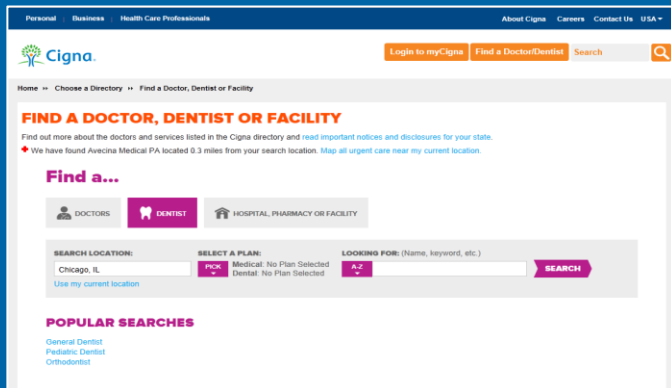 Personal | Business | Health Care Professionals About Cigna Careers Contact Us USA
Cigna. Login to myCigna Find a Doctor/Dentist Search
Home » Choose a Directory » Find a Doctor, Dentist or Facility
FIND A DOCTOR, DENTIST OR FACILITY
Find out more about the doctors and services listed in the Cigna directory and read important notices and disclosures for your state.
We have found Avecina Medical PA located 0.3 miles from your search location. Map all urgent care near my current location.
Find a...
DOCTORS DENTIST HOSPITAL, PHARMACY OR FACILITY
SEARCH LOCATION: SELECT A PLAN: LOOKING FOR: (Name, keyword, etc.)
Chicago, IL PICK Medical: No Plan Selected A-Z SEARCH
Dental: No Plan Selected
Use my current location
POPULAR SEARCHES
General Dentist
Pediatric Dentist
Orthodontist